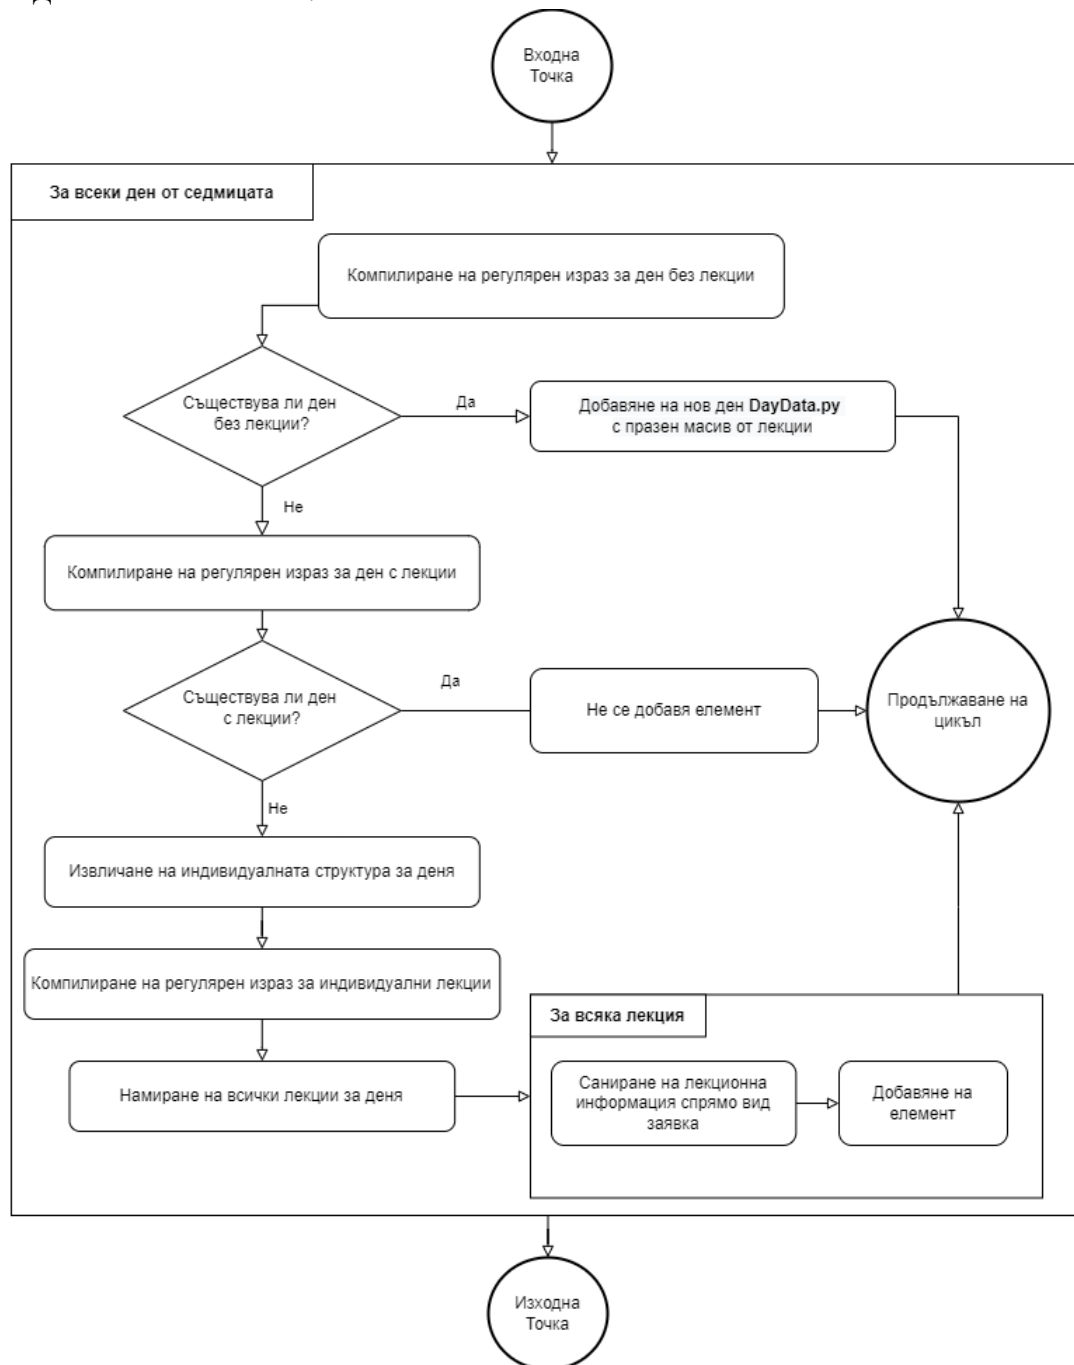 Входна
Точка
За всеки ден от седмицата
Компилиране на регулярен израз за ден без лекции
Съществува ли ден
без лекции?
Да
Добавяне на нов ден DayData.py
с празен масив от лекции
Не
Компилиране на регулярен израз за ден с лекции
Съществува ли ден
с лекции?
Да
Не се добавя елемент
Продължаване на
цикъл
Не
Извличане на индивидуалната структура за деня
Компилиране на регулярен израз за индивидуални лекции
Намиране на всички лекции за деня
За всяка лекция
Саниране на лекционна
информация спрямо вид
заявка
Добавяне на
елемент
Изходна
Точка